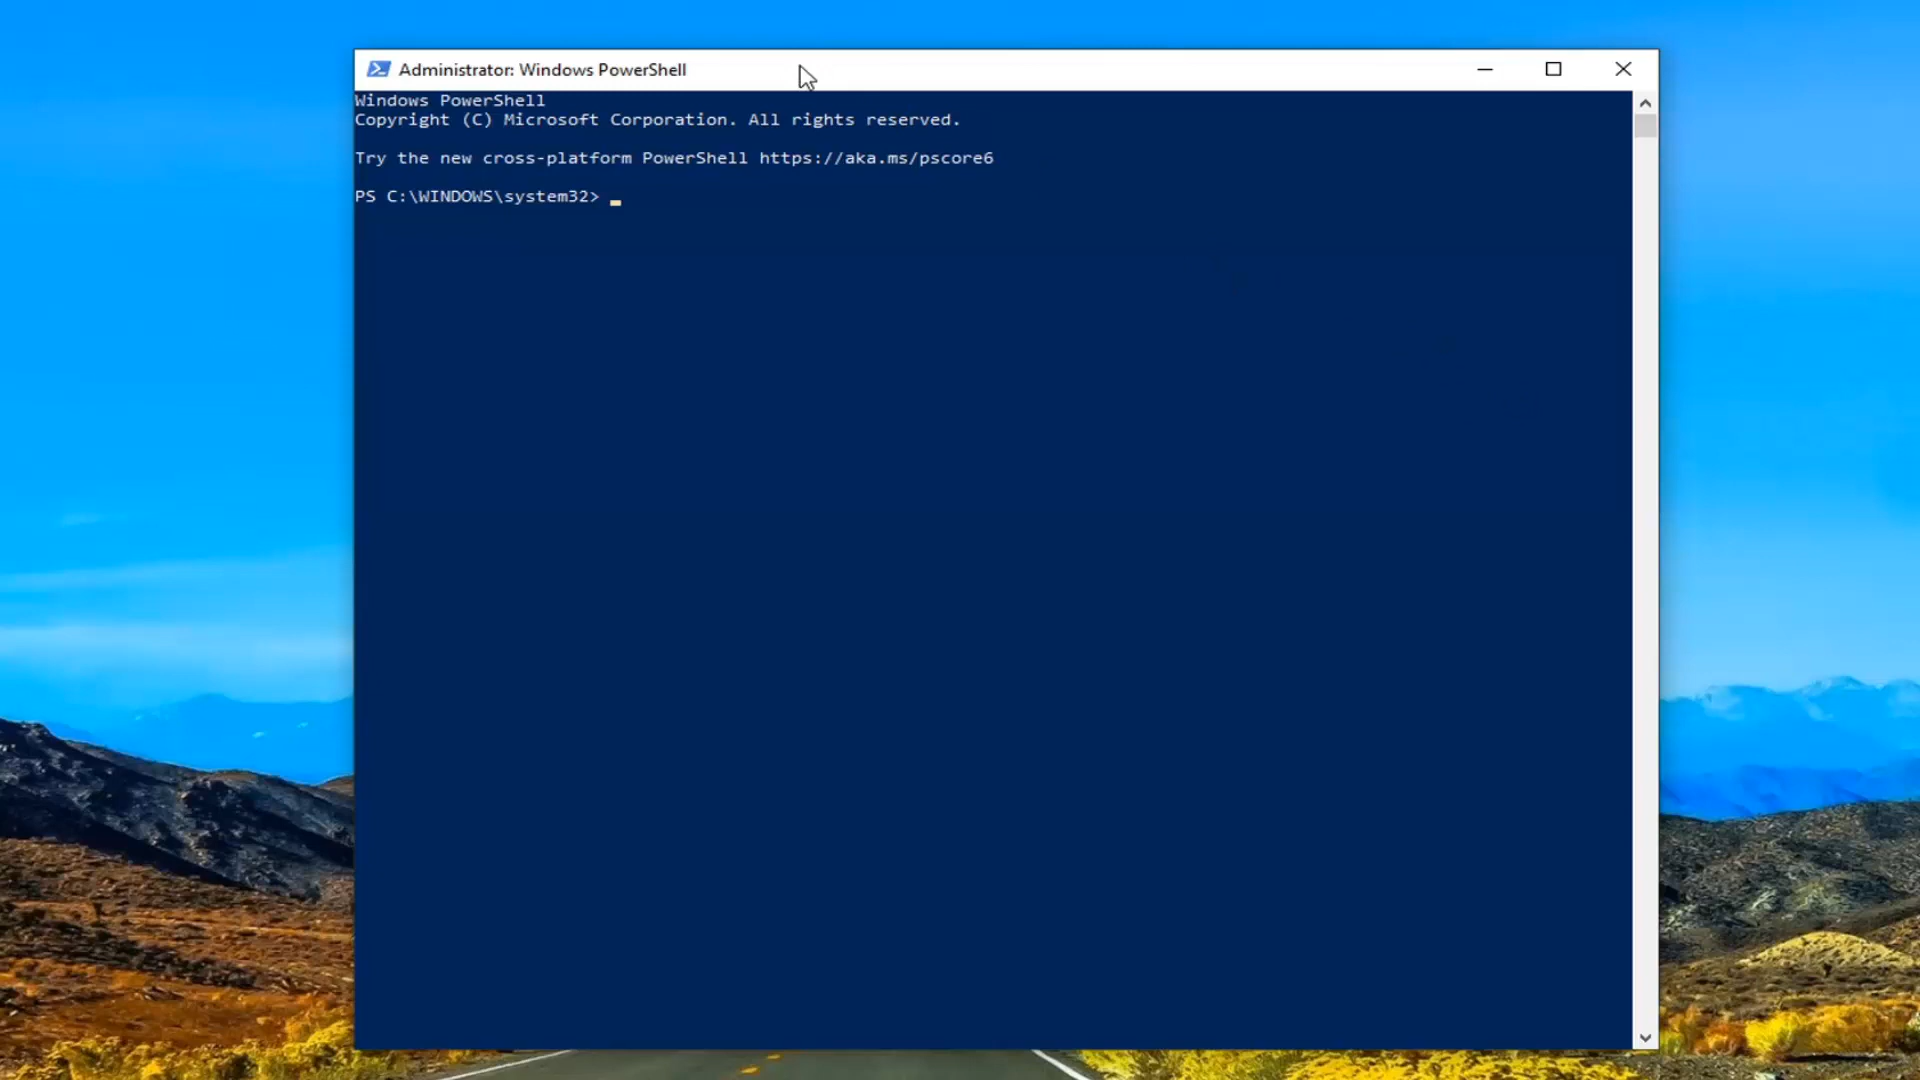 Administrator: Windows PowerShell
Windows PowerShell
Copyright (C) Microsoft Corporation. All rights reserved.
Try the new cross-platform PowerShell https://aka.ms/pscore6
PS C:\WINDOWS\system32>